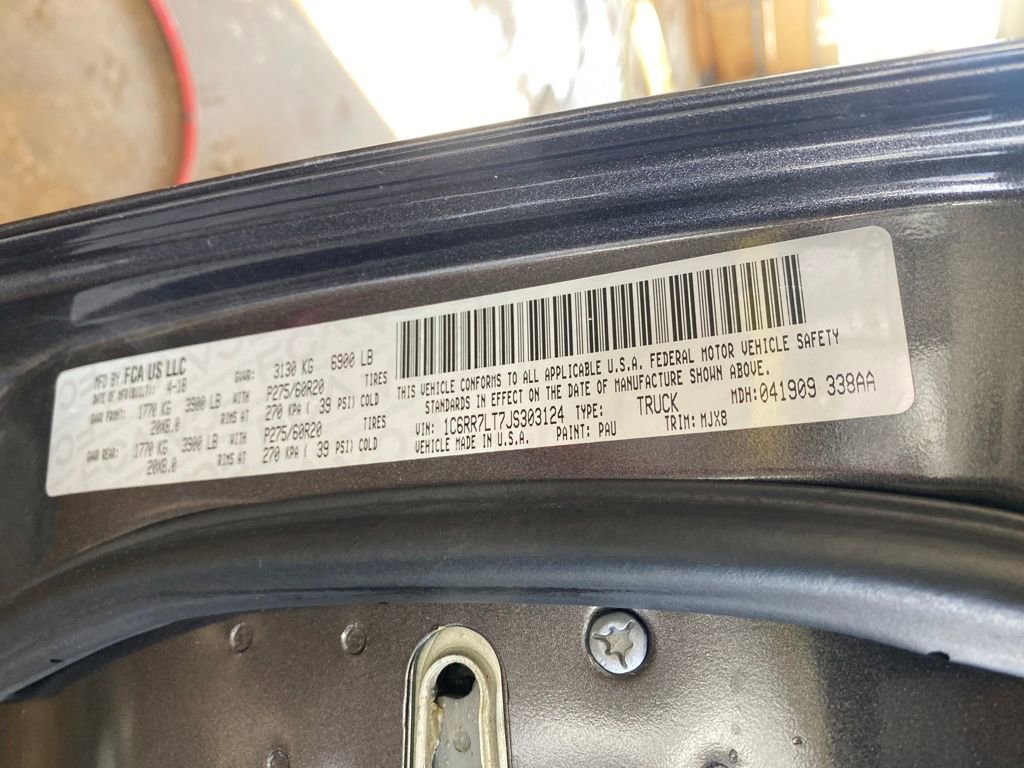 MFD BY: FCA US LLC
DATE OF MFR(D/DLIT): 4-18 GVWR: 3130 KG 6900 LB
GAWR FRONT: 1770 KG 3900 LB WITH P275/60R20 TIRES
20X8.0 RIMS AT 270 KPA ( 39 PSI) COLD
GAWR REAR: 1770 KG 3900 LB WITH P275/60R20 TIRES
20X8.0 RIMS AT 270 KPA ( 39 PSI) COLD
THIS VEHICLE CONFORMS TO ALL APPLICABLE U.S.A. FEDERAL MOTOR VEHICLE SAFETY
STANDARDS IN EFFECT ON THE DATE OF MANUFACTURE SHOWN ABOVE.
VIN: 1C6RR7LT7JS303124 TYPE: TRUCK MDH:041909 338AA
VEHICLE MADE IN U.S.A. PAINT: PAU TRIM: MJX8